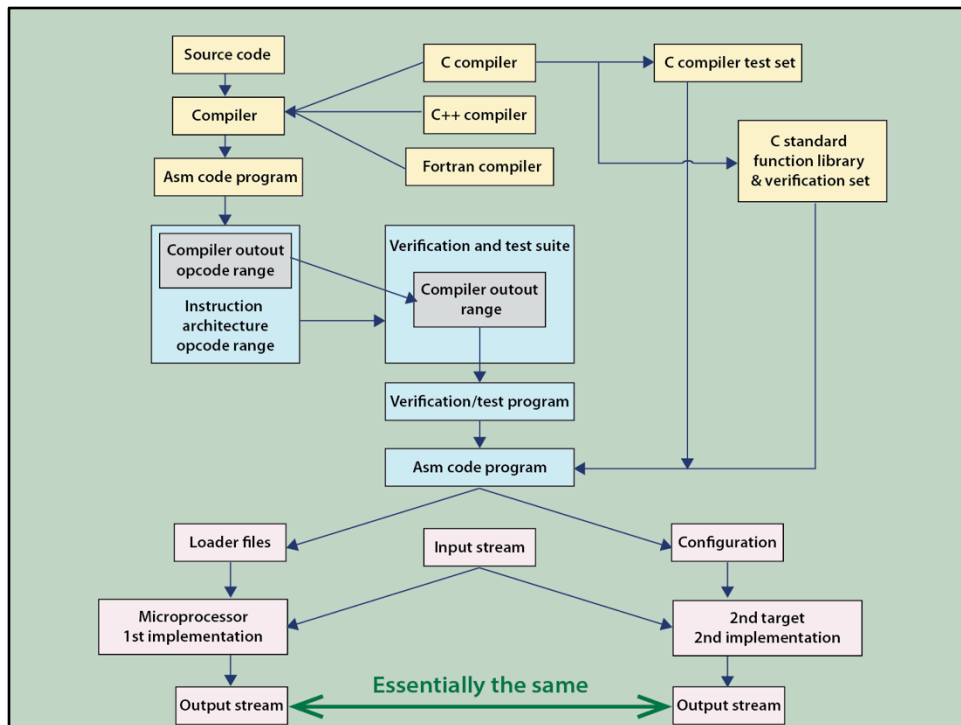 Source code
C compiler
C compiler test set
Compiler
C++ compiler
C standard
function library
& verification set
Fortran compiler
Asm code program
Compiler outout
opcode range
Instruction
architecture
opcode range
Verification and test suite
Compiler outout
range
Verification/test program
Asm code program
Loader files
Input stream
Configuration
Microprocessor
1st implementation
2nd target
2nd implementation
Essentially the same
Output stream
Output stream